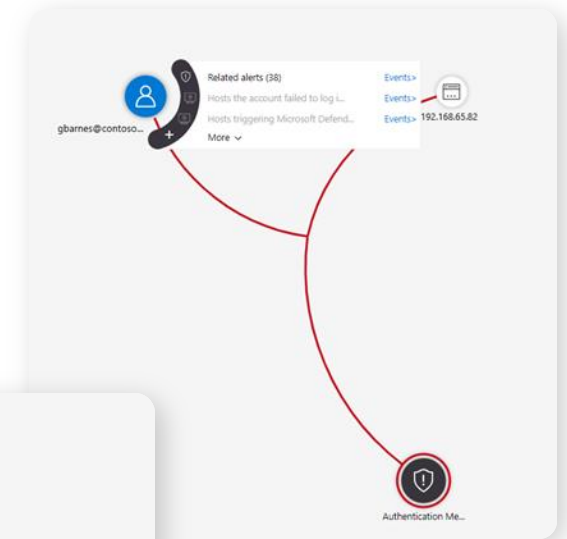 Related alerts (38) Events>
Hosts the account failed to log i... Events>
Hosts triggering Microsoft Defend... Events>
More
gbarnes@contoso...
192.168.65.82
Authentication Me...